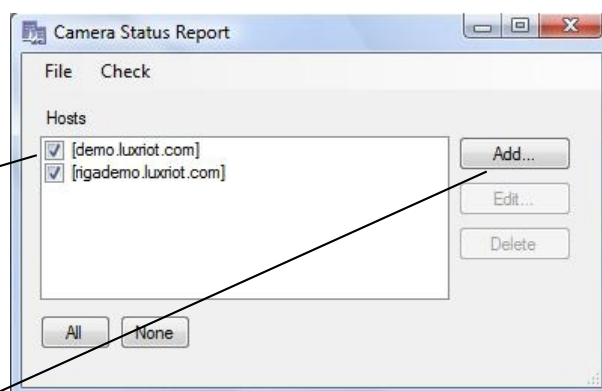 Camera Status Report
File Check
Hosts
[demo.luxriot.com]
[rigademo.luxriot.com]
Add...
Edit...
Delete
All None